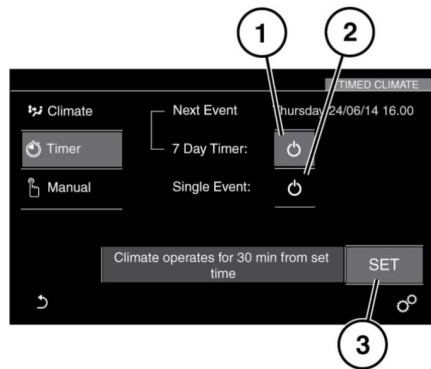 1
2
TIMED CLIMATE
Climate
Next Event
Thursday 24/06/14 16.00
Timer
7 Day Timer:
Manual
Single Event:
Climate operates for 30 min from set
time
SET
3